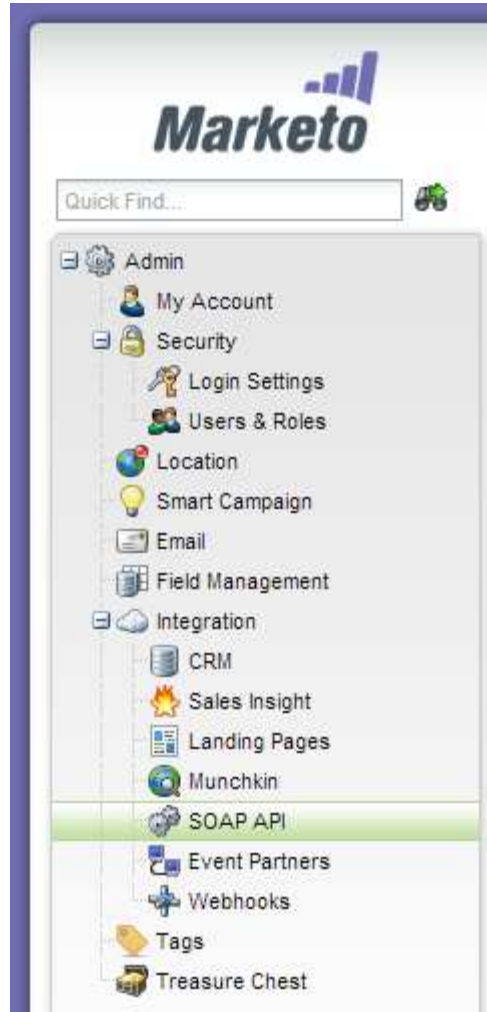 Marketo
Quick Find...
Admin
My Account
Security
Login Settings
Users & Roles
Location
Smart Campaign
Email
Field Management
Integration
CRM
Sales Insight
Landing Pages
Munchkin
SOAP API
Event Partners
Webhooks
Tags
Treasure Chest